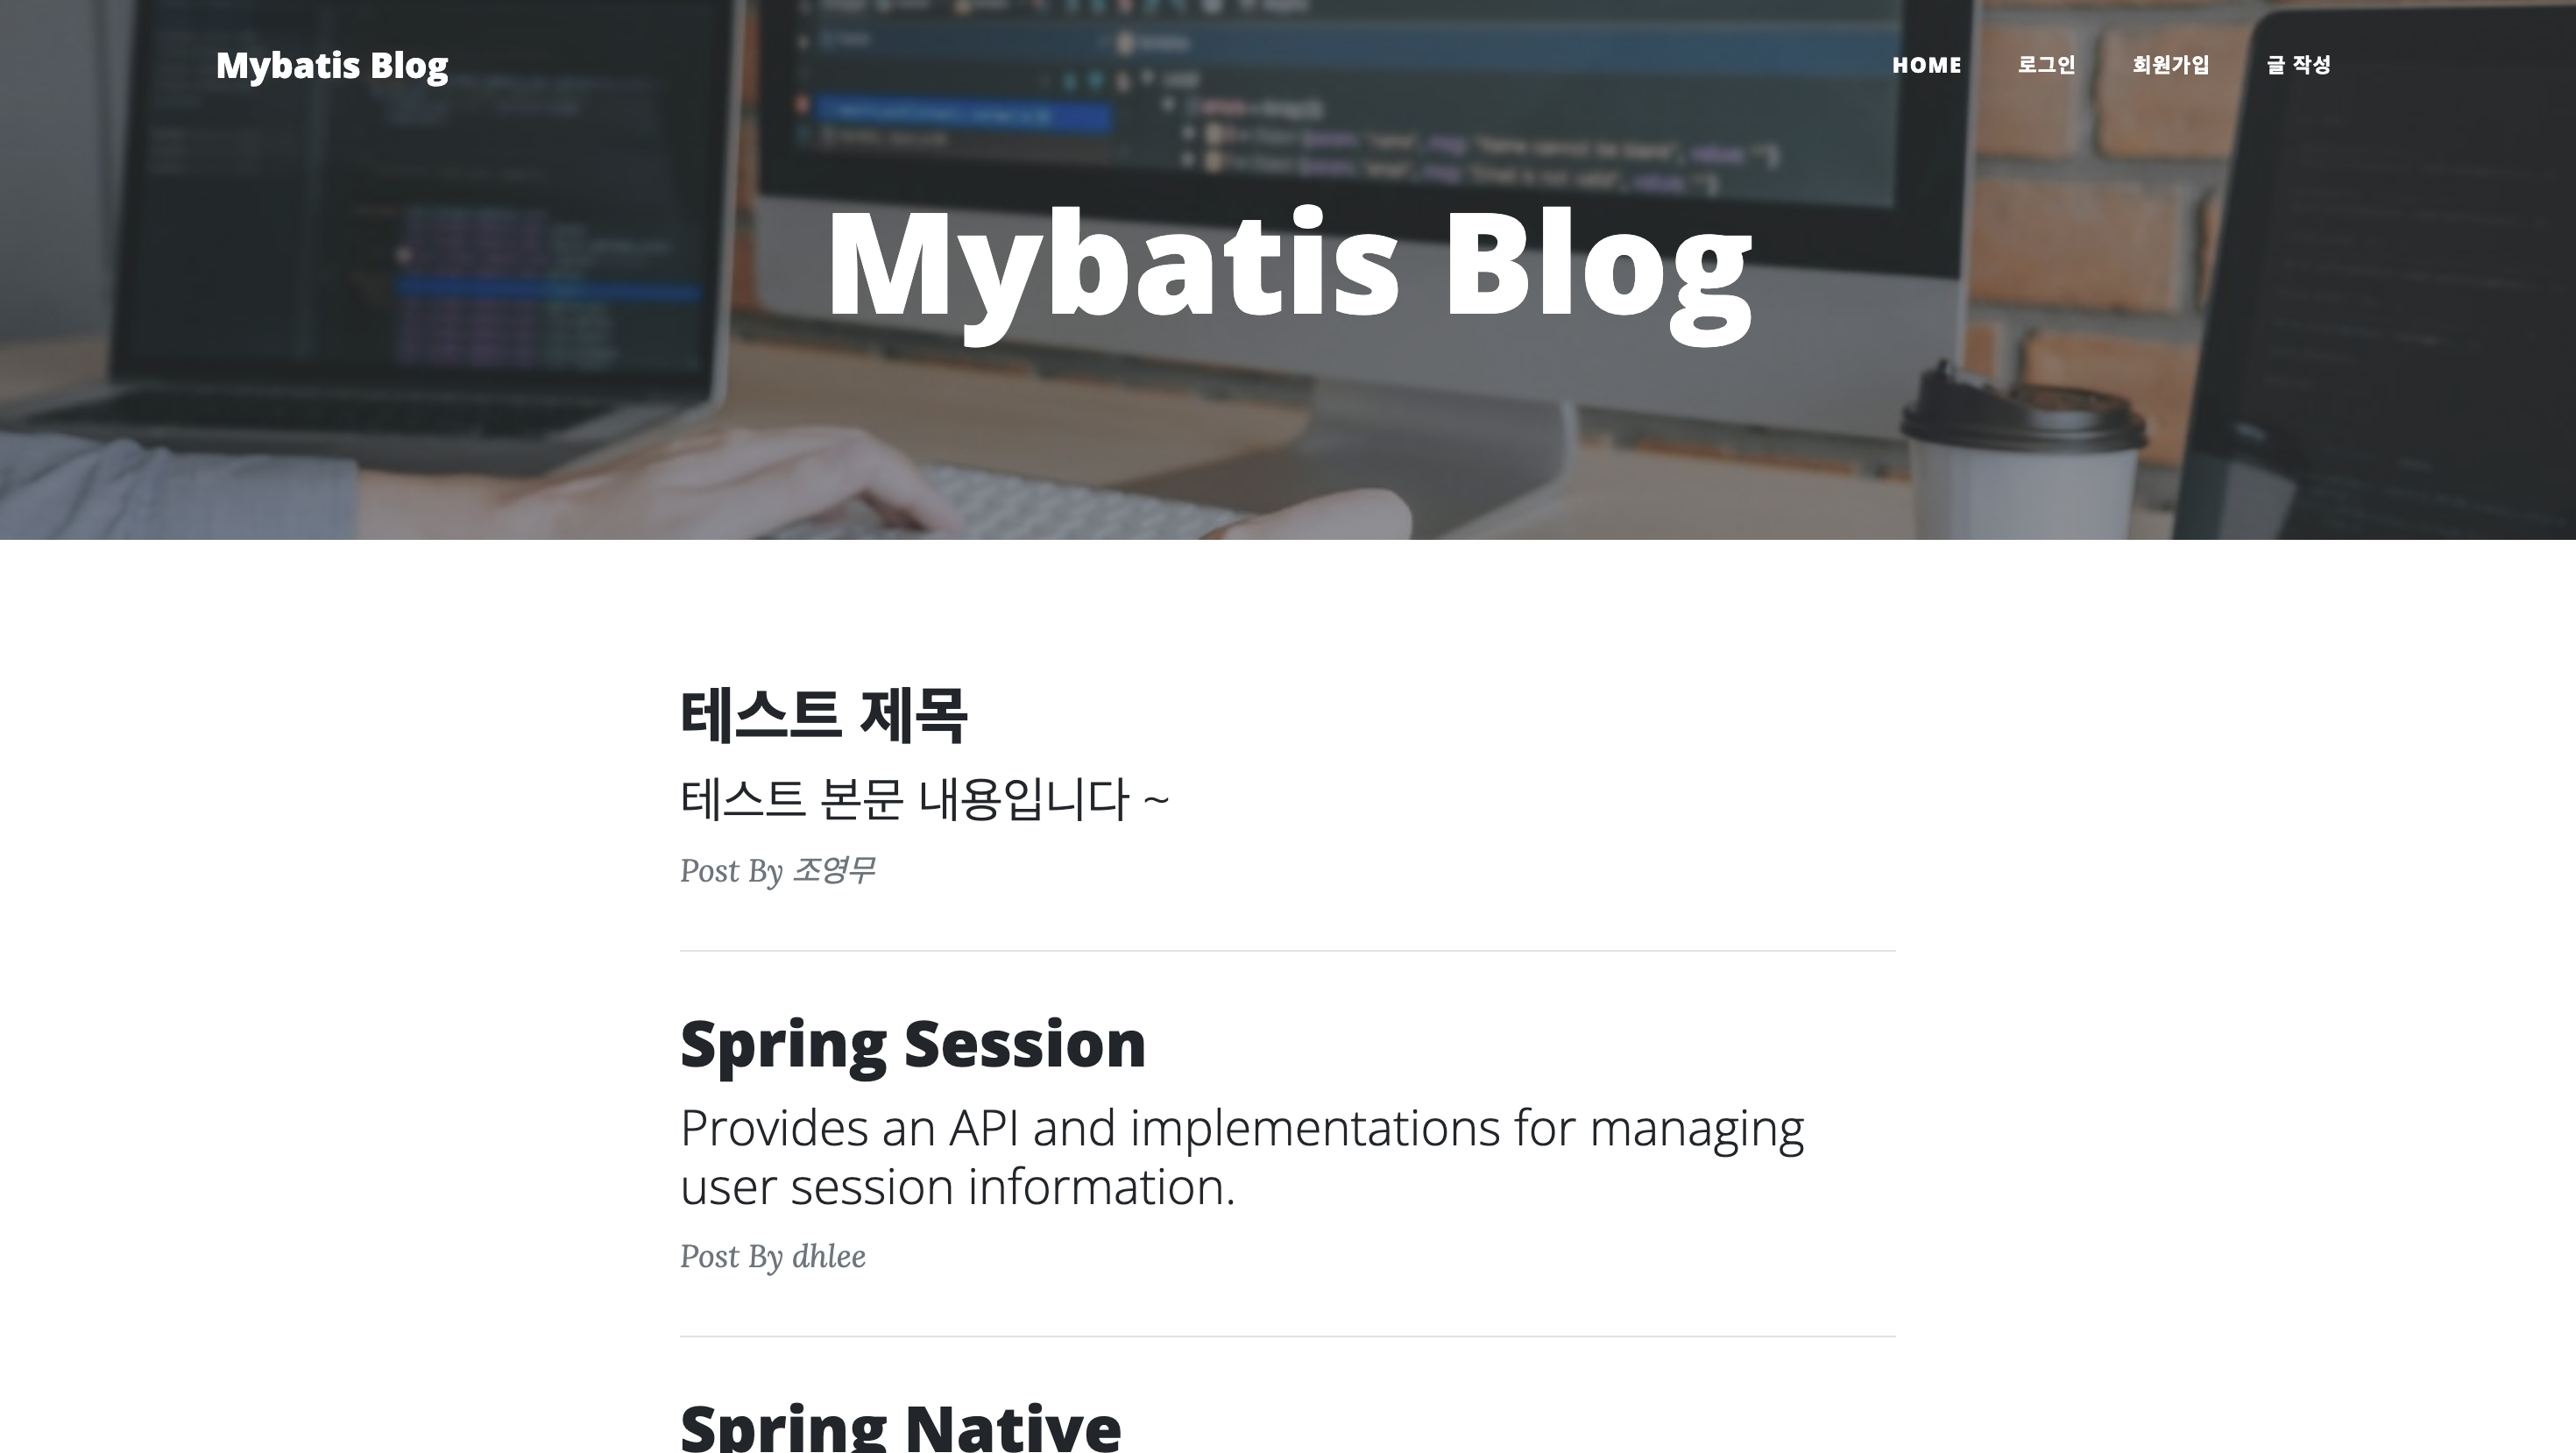 Mybatis Blog
HOME 로그인 회원가입 글 작성
Mybatis Blog
테스트 제목
테스트 본문 내용입니다 ~
Post By 조영무
Spring Session
Provides an API and implementations for managing
user session information.
Post By dhlee
Spring Native